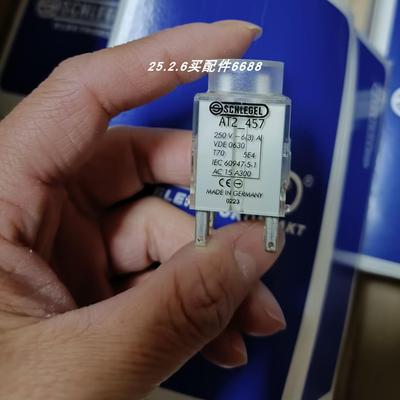 25.2.6买配件6688
SCHLEGEL
AT2_457
250 V ~ 6(3) A
VDE 0630
T70 5E4
IEC 60947-5-1
AC 15 A300
CE
MADE IN GERMANY
0223